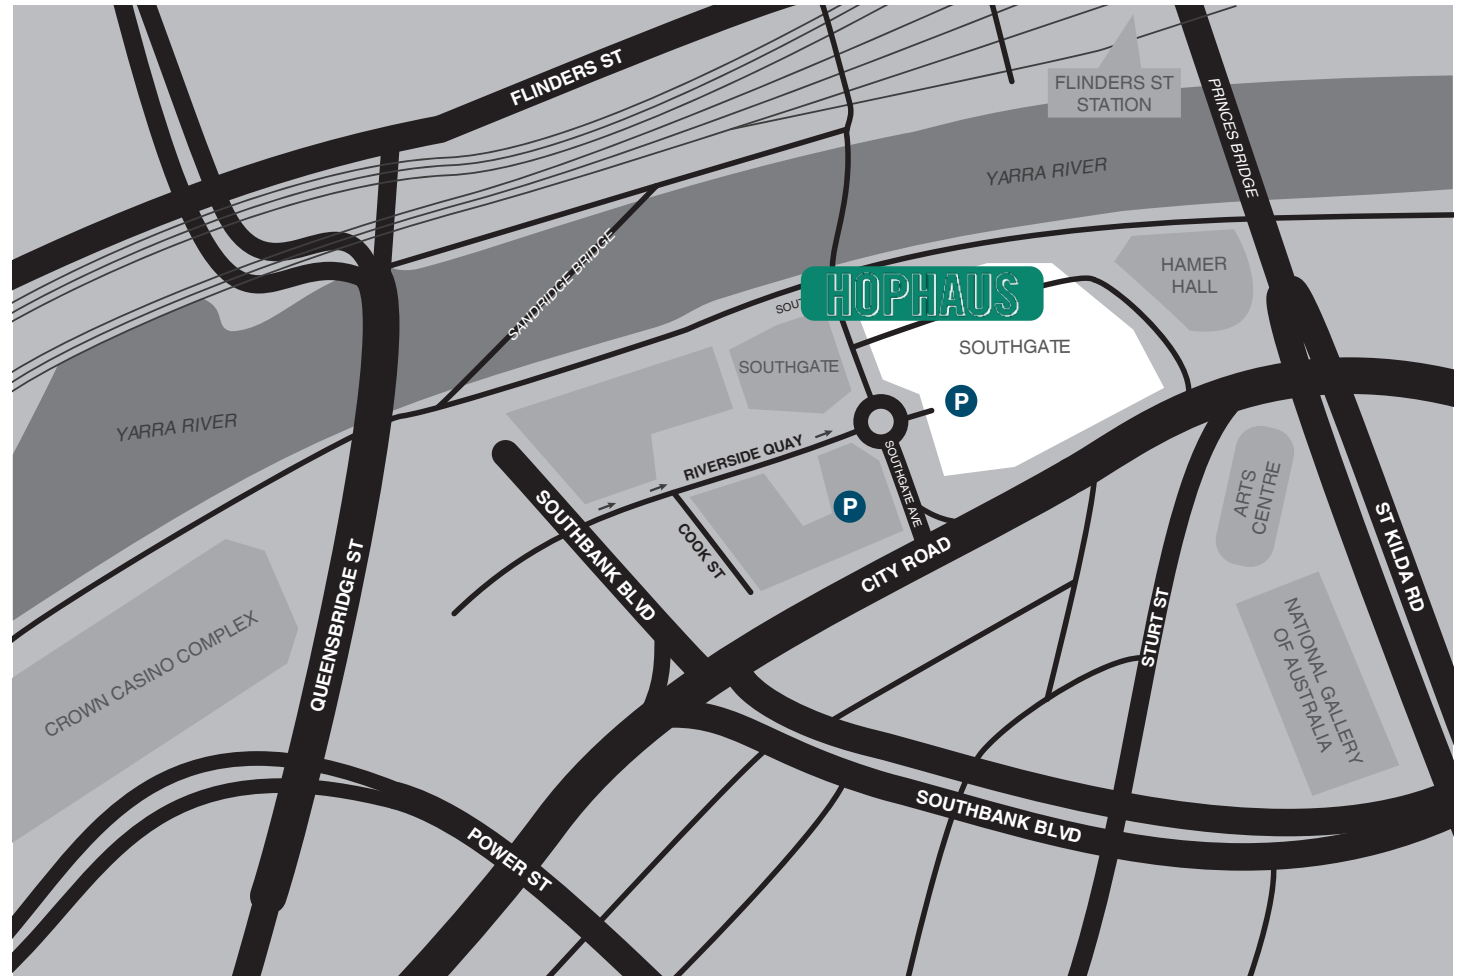 FLINDERS ST
FLINDERS ST
STATION
PRINCES BRIDGE
YARRA RIVER
SANDRIDGE BRIDGE
HAMER
HALL
HOPHAUS
SOUTHGATE
SOUTHGATE
P
YARRA RIVER
RIVERSIDE QUAY
SOUTHGATE AVE
P
ARTS
CENTRE
SOUTHBANK BLVD
COOK ST
CITY ROAD
ST KILDA RD
QUEENSBRIDGE ST
STURT ST
CROWN CASINO COMPLEX
NATIONAL GALLERY
OF AUSTRALIA
SOUTHBANK BLVD
POWER ST